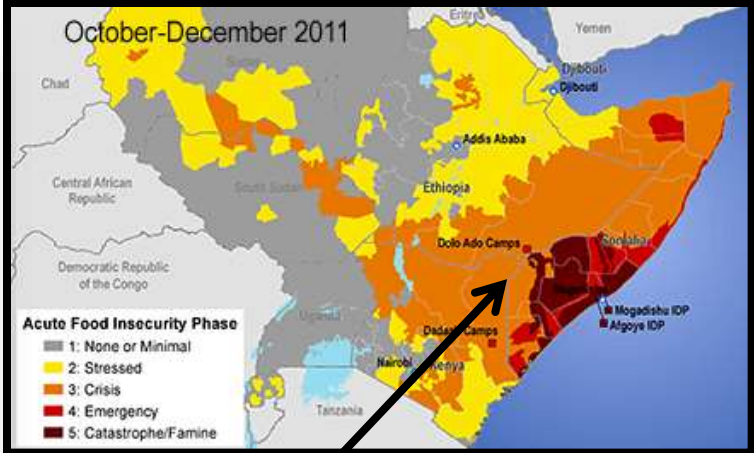 October-December 2011
Eritrea
Yemen
Sudan
Chad
Djibouti
Djibouti
Addis Ababa
Central African
Republic
South Sudan
Ethiopia
Dolo Ado Camps
Somalia
Democratic Republic
of the Congo
Mogadishu IDP
Afgoye IDP
Uganda
Dadaab Camps
Nairobi
Kenya
Tanzania
Acute Food Insecurity Phase
1: None or Minimal
2: Stressed
3: Crisis
4: Emergency
5: Catastrophe/Famine